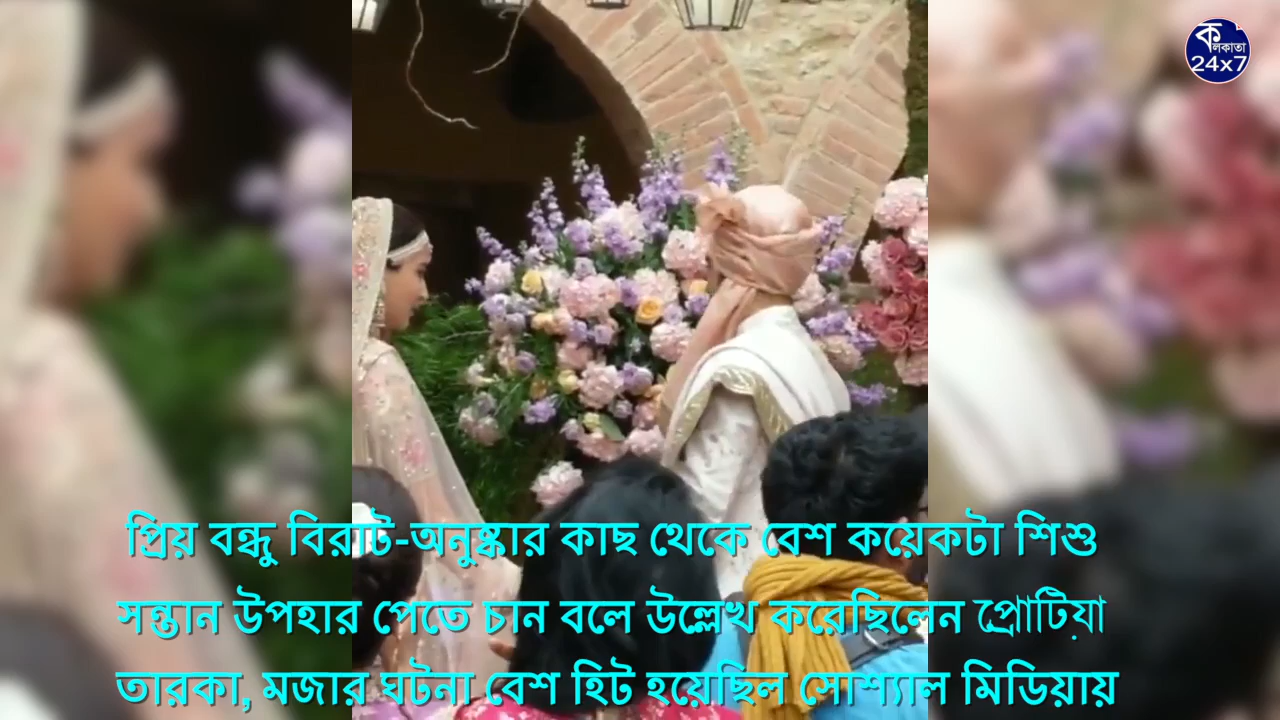 কলকাতা
24x7
প্রিয় বন্ধু বিরাট-অনুষ্কার কাছ থেকে বেশ কয়েকটা শিশু
সন্তান উপহার পেতে চান বলে উল্লেখ করেছিলেন প্রোটিয়া
তারকা, মজার ঘটনা বেশ হিট হয়েছিল সোশ্যাল মিডিয়ায়